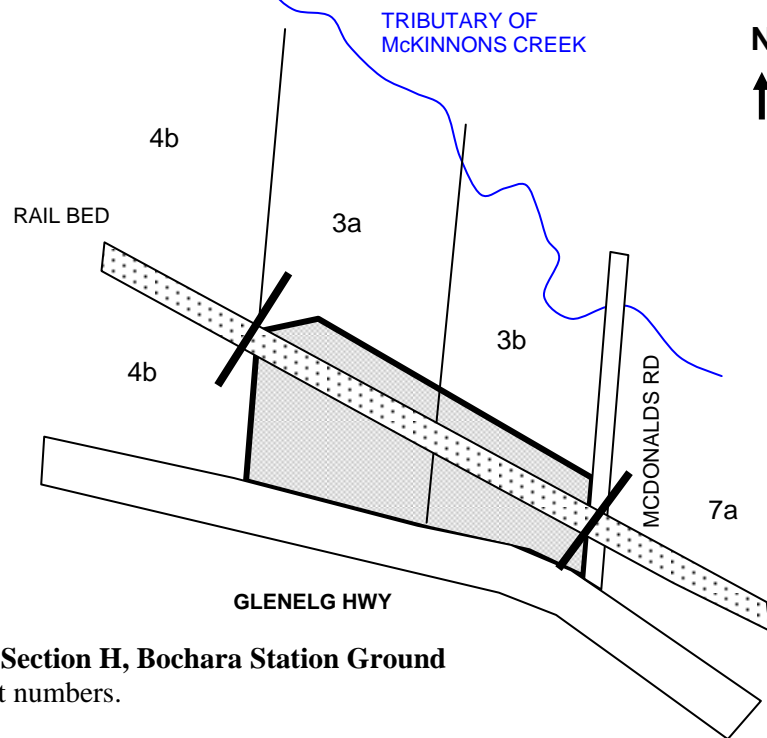 TRIBUTARY OF
McKINNONS CREEK
N
4b
RAIL BED
3a
3b
4b
MCDONALDS RD
7a
GLENELG HWY
Section H, Bochara Station Ground
numbers.